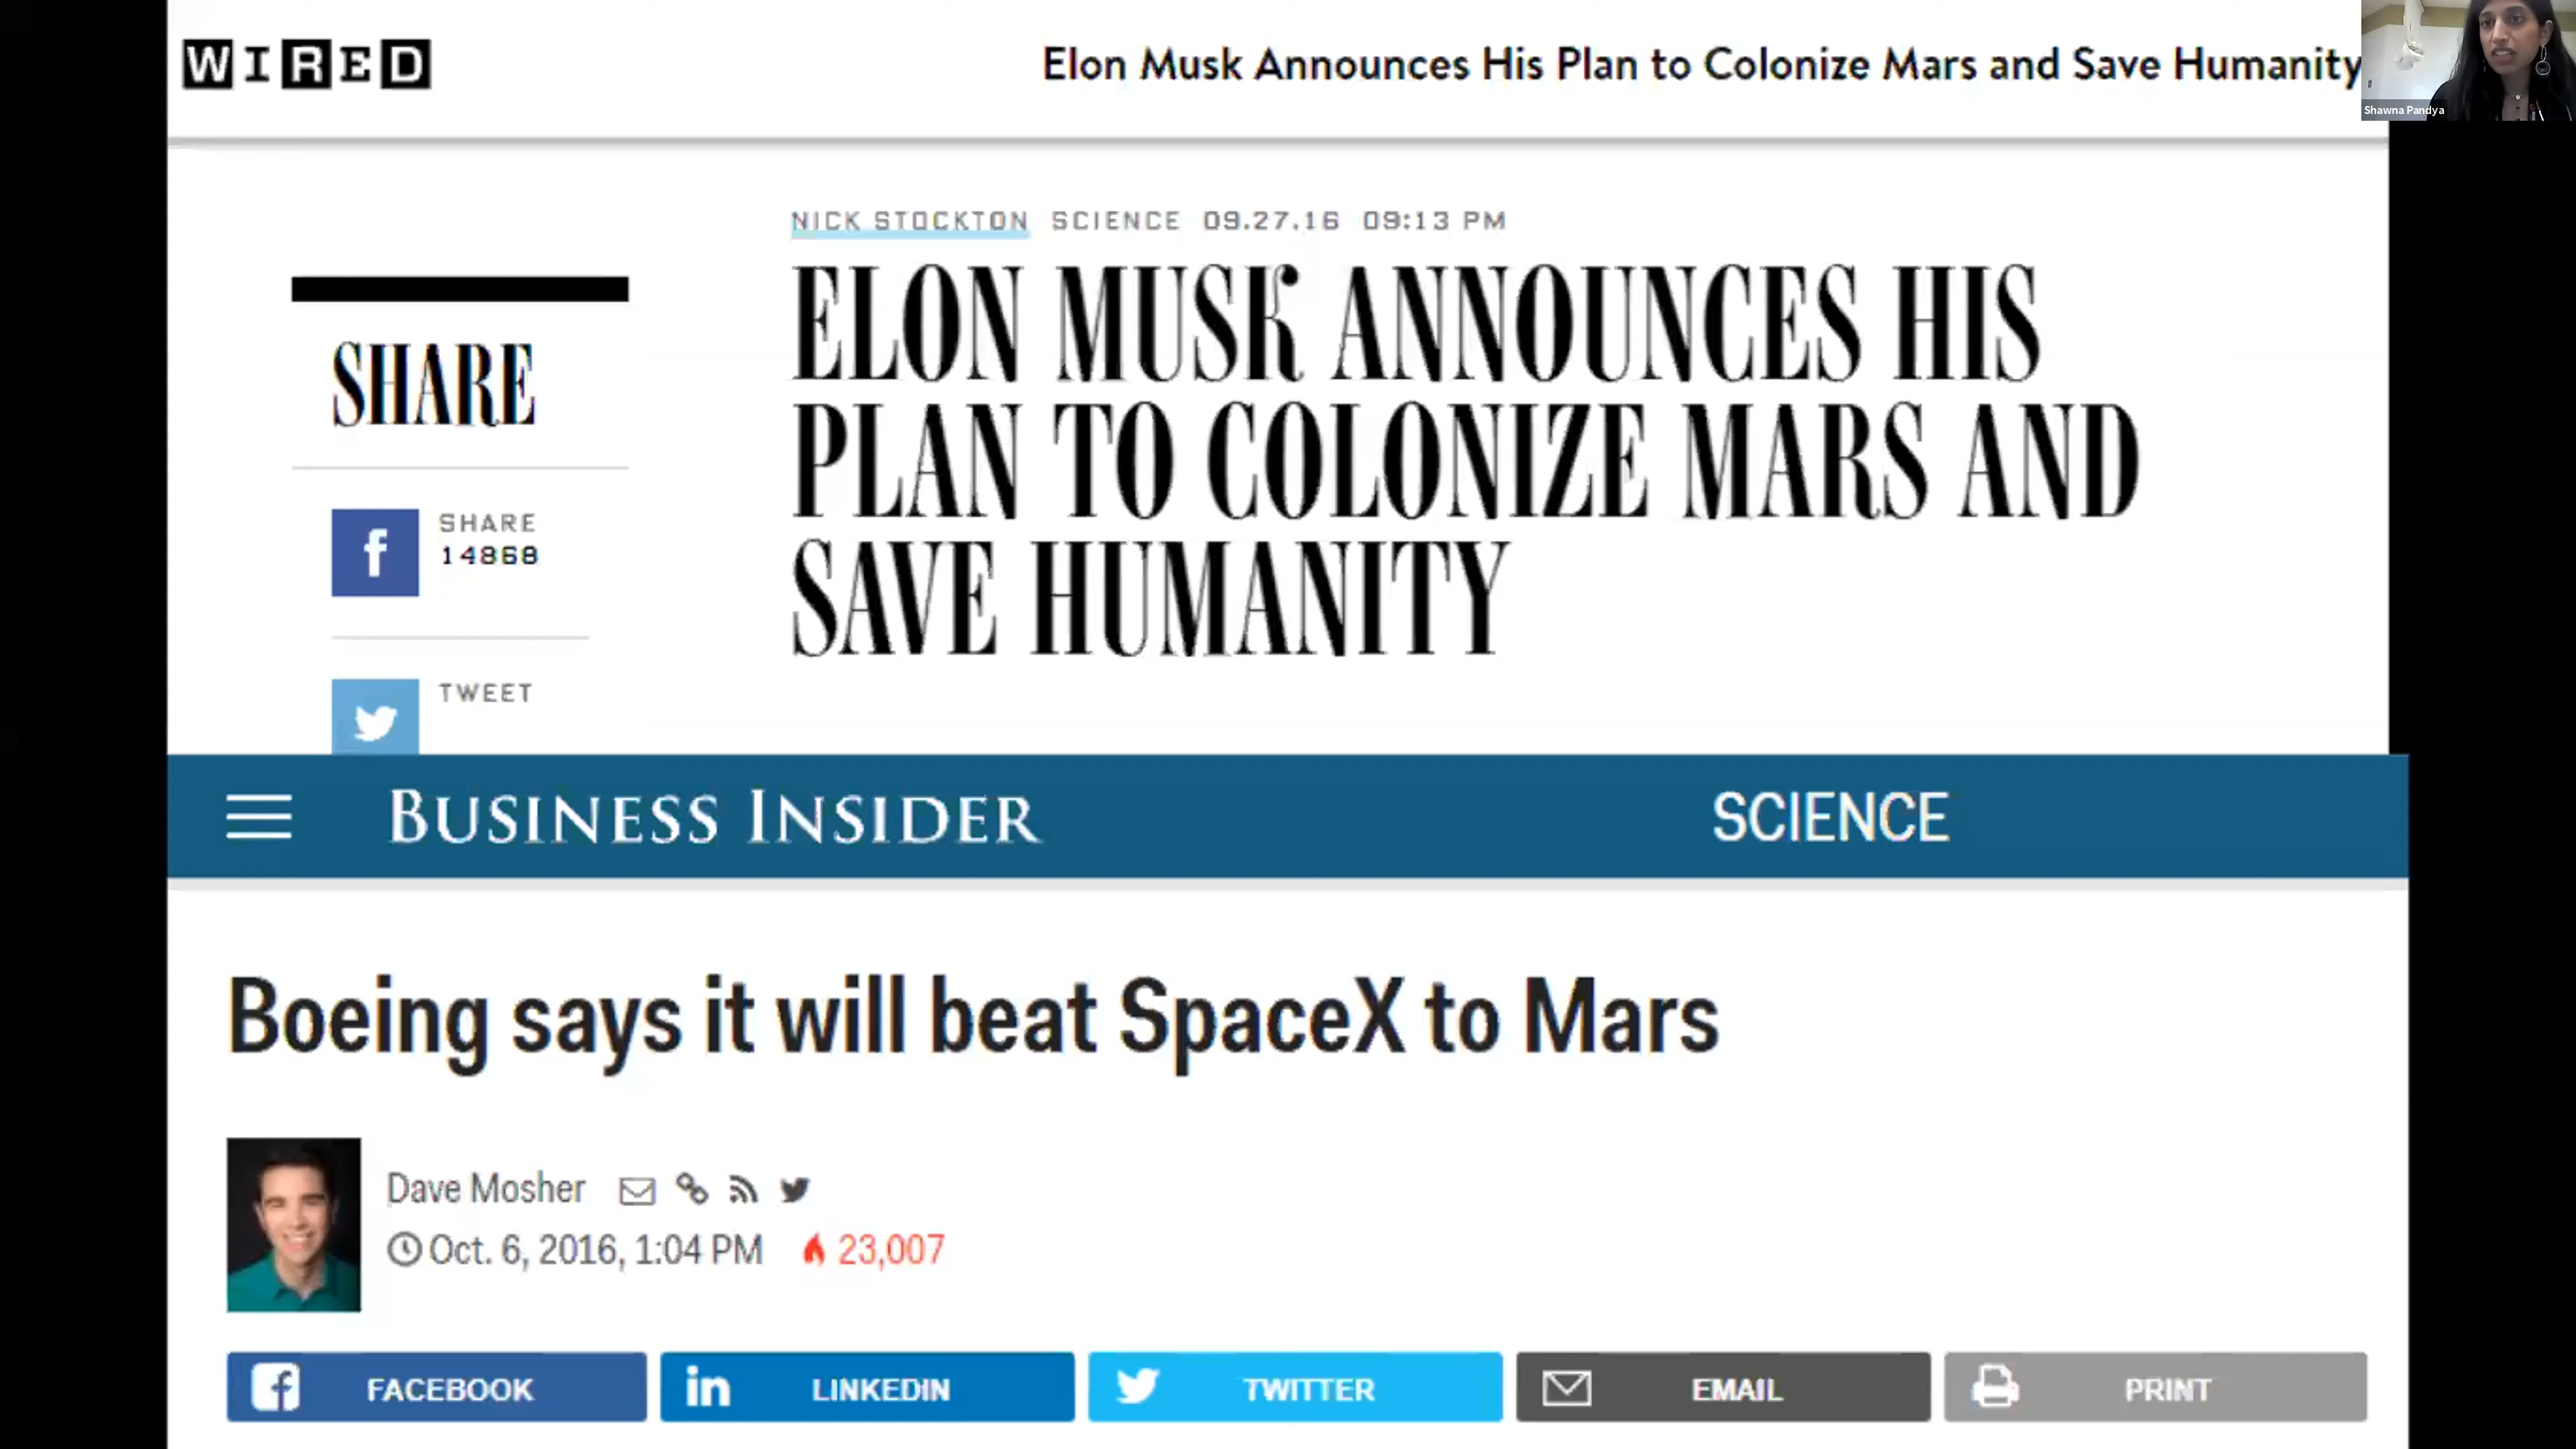 WIRED
Elon Musk Announces His Plan to Colonize Mars and Save Humanity
Shawna Pandya
NICK STOCKTON SCIENCE 09.27.16 09:13 PM
ELON MUSK ANNOUNCES HIS
PLAN TO COLONIZE MARS AND
SAVE HUMANITY
SHARE
SHARE
14868
TWEET
BUSINESS INSIDER
SCIENCE
Boeing says it will beat SpaceX to Mars
Dave Mosher
Oct. 6, 2016, 1:04 PM 23,007
FACEBOOK
LINKEDIN
TWITTER
EMAIL
PRINT